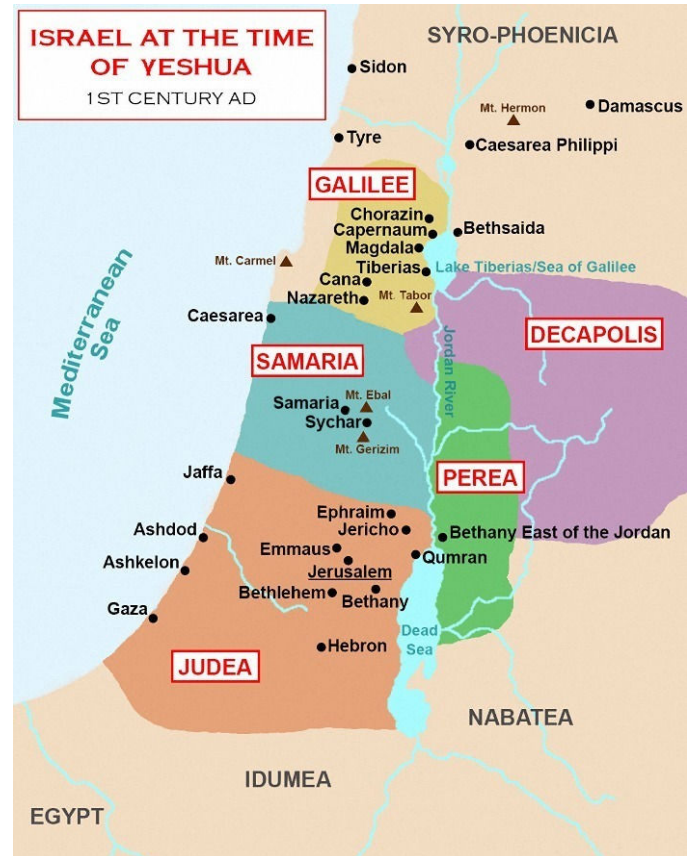 ISRAEL AT THE TIME
OF YESHUA
1ST CENTURY AD
SYRO-PHOENICIA
Sidon
Mt. Hermon
Damascus
Tyre
Caesarea Philippi
GALILEE
Chorazin
Capernaum
Bethsaida
Magdala
Mt. Carmel
Tiberias
Lake Tiberias/Sea of Galilee
Cana
Nazareth
Mt. Tabor
Mediterranean
Sea
Caesarea
Jordan River
DECAPOLIS
SAMARIA
Mt. Ebal
Samaria
Sychar
Mt. Gerizim
Jaffa
PEREA
Ephraim
Jericho
Ashdod
Bethany East of the Jordan
Emmaus
Qumran
Ashkelon
Jerusalem
Bethlehem
Bethany
Gaza
Dead
Sea
Hebron
JUDEA
NABATEA
IDUMEA
EGYPT